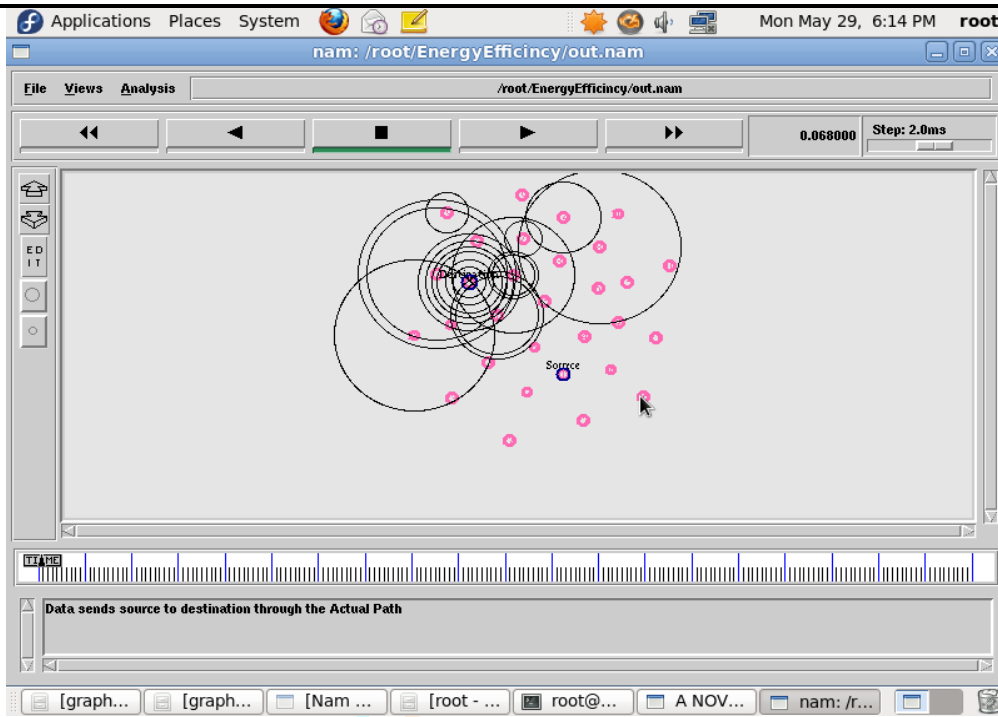 Applications Places System Mon May 29, 6:14 PM root
nam: /root/EnergyEfficincy/out.nam
File Views Analysis /root/EnergyEfficincy/out.nam
0.068000 Step: 2.0ms
E D
I T
Destination
Source
TIME
Data sends source to destination through the Actual Path
[graph... [graph... [Nam ... [root - ... root@... A NOV... nam: /r...